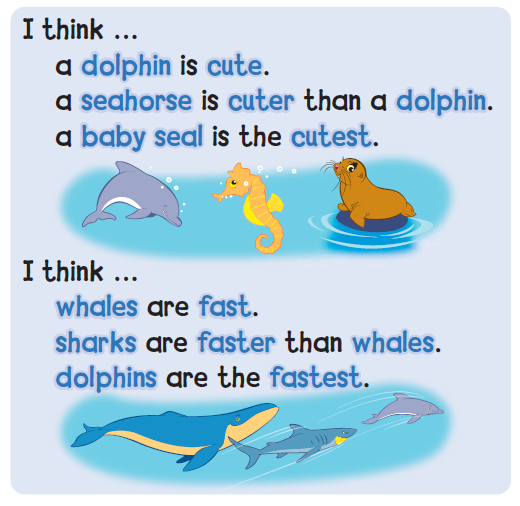 I think ...
a dolphin is cute.
a seahorse is cuter than a dolphin.
a baby seal is the cutest.
I think ...
whales are fast.
sharks are faster than whales.
dolphins are the fastest.